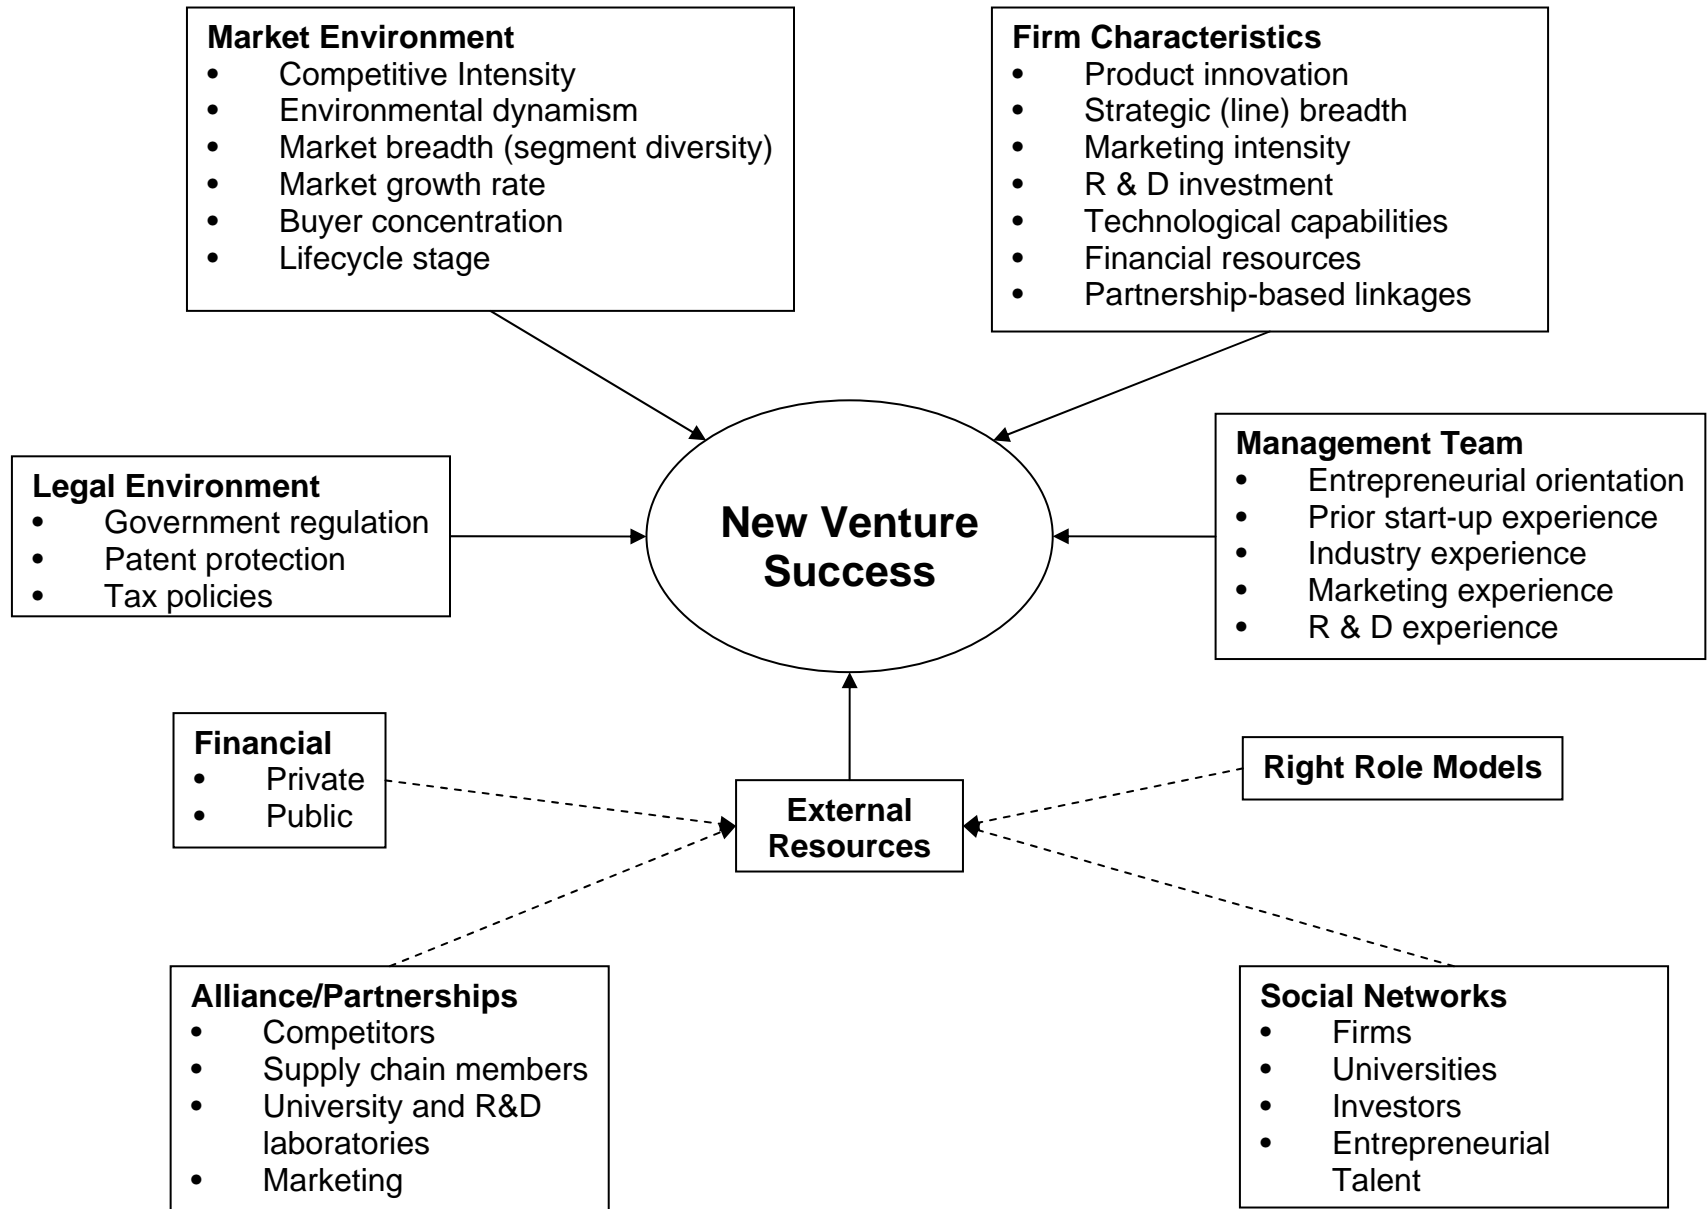 Market Environment
• Competitive Intensity
• Environmental dynamism
• Market breadth (segment diversity)
• Market growth rate
• Buyer concentration
• Lifecycle stage
Firm Characteristics
• Product innovation
• Strategic (line) breadth
• Marketing intensity
• R & D investment
• Technological capabilities
• Financial resources
• Partnership-based linkages
Legal Environment
• Government regulation
• Patent protection
• Tax policies
New Venture
Success
Management Team
• Entrepreneurial orientation
• Prior start-up experience
• Industry experience
• Marketing experience
• R & D experience
Financial
• Private
• Public
External
Resources
Right Role Models
Alliance/Partnerships
• Competitors
• Supply chain members
• University and R&D
laboratories
• Marketing
Social Networks
• Firms
• Universities
• Investors
• Entrepreneurial
Talent